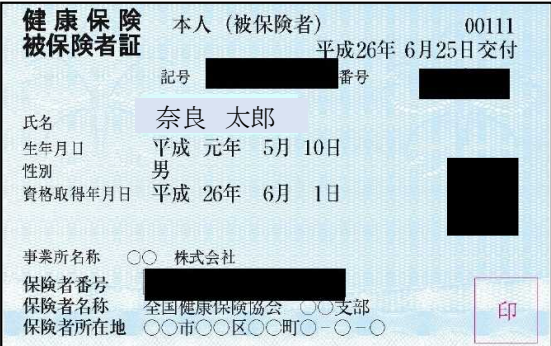 健康保険 本人（被保険者） 00111
被保険者証 平成26年 6月25日交付
記号 番号
氏名 奈良 太郎
生年月日 平成 元年 5月 10日
性別 男
資格取得年月日 平成 26年 6月 1日
事業所名称 ○○ 株式会社
保険者番号
保険者名称 全国健康保険協会 ○○支部
保険者所在地 ○○市○○区○○町○-○-○
印